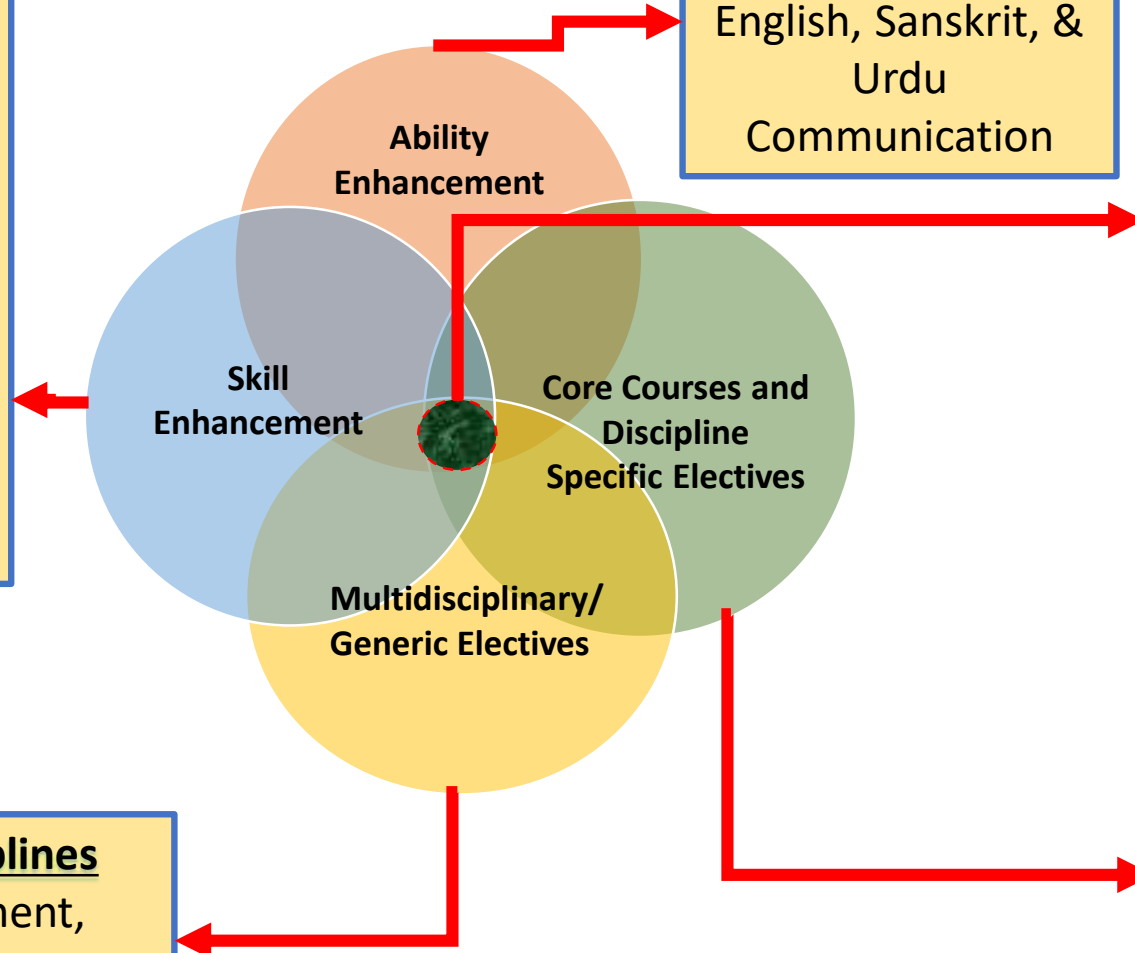 English, Sanskrit, &
Urdu
Communication
Ability
Enhancement
Skill
Enhancement
Core Courses and
Discipline
Specific Electives
Multidisciplinary/
Generic Electives
plines
nent,